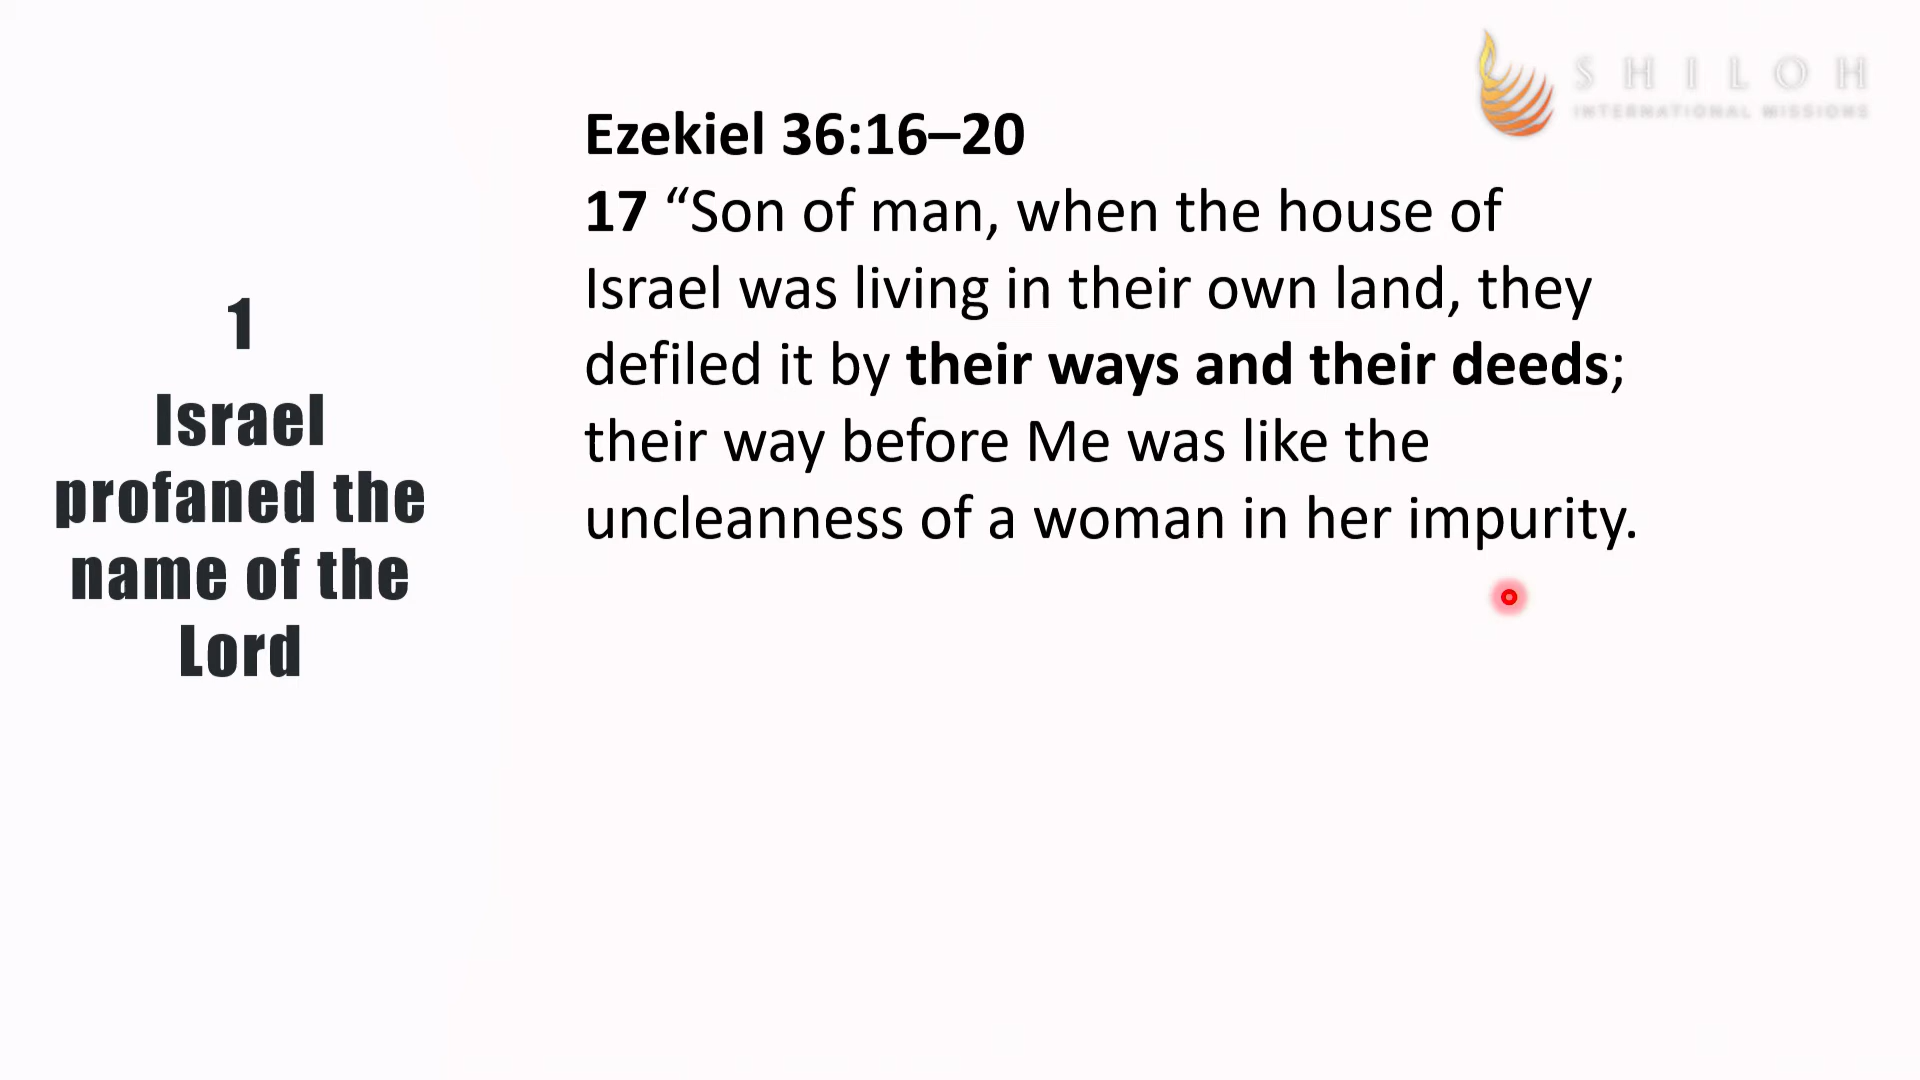 SHILOH
INTERNATIONAL MISSIONS
1
Israel
profaned the
name of the
Lord
Ezekiel 36:16–20
17 “Son of man, when the house of
Israel was living in their own land, they
defiled it by their ways and their deeds;
their way before Me was like the
uncleanness of a woman in her impurity.